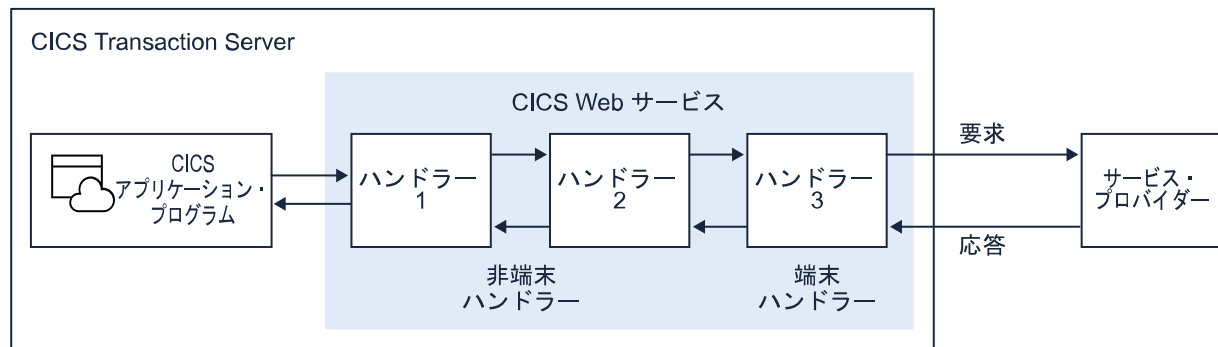 CICS Transaction Server
CICS Web サービス
CICS
アプリケーション・
プログラム
ハンドラー
1
ハンドラー
2
ハンドラー
3
要求
応答
サービス・
プロバイダー
非端末
ハンドラー
端末
ハンドラー